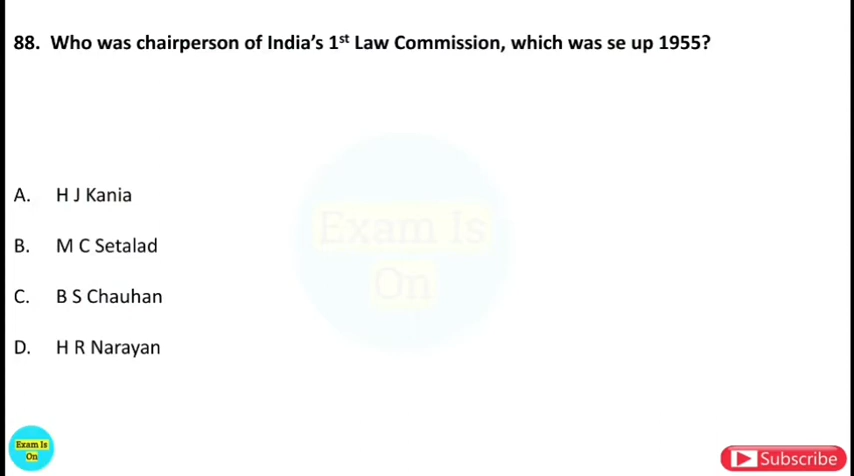 88. Who was chairperson of India's 1st Law Commission, which was se up 1955?
Exam Is
On
A. H J Kania
B. M C Setalad
C. B S Chauhan
D. H R Narayan
Exam Is
On
Subscribe